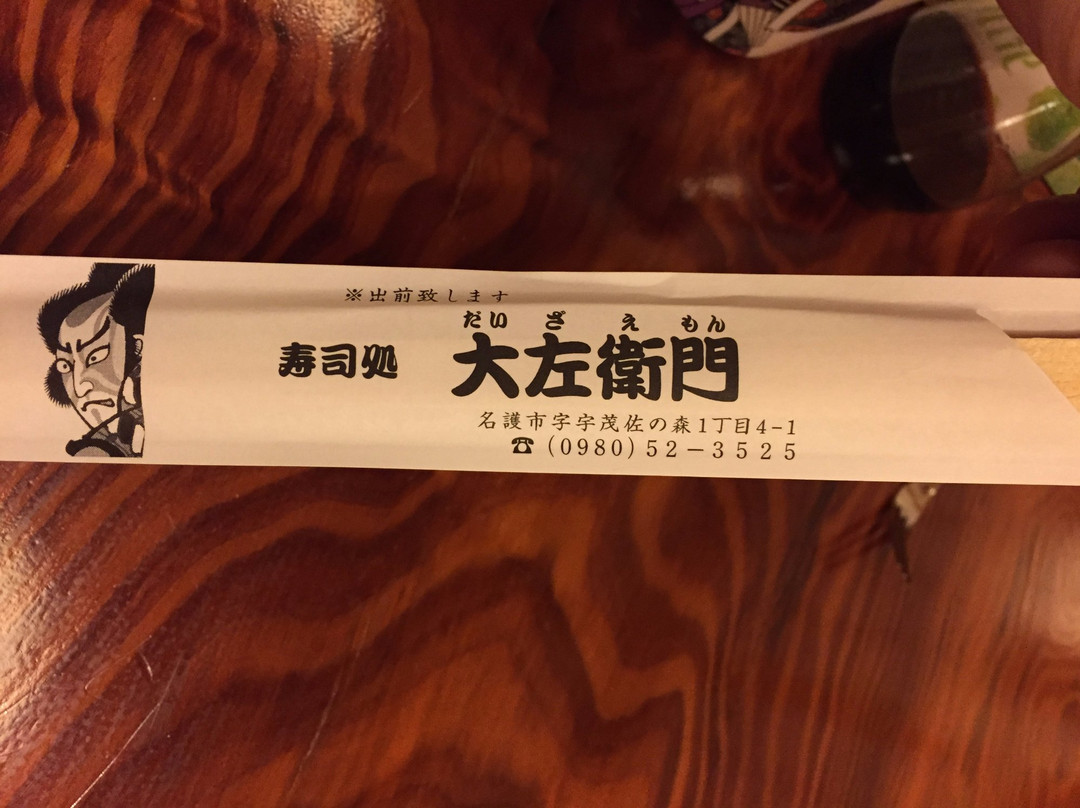 ※出前致します
だいざえもん
寿司処 大左衛門
名護市字宇茂佐の森1丁目4-1
☎(0980)52-3525